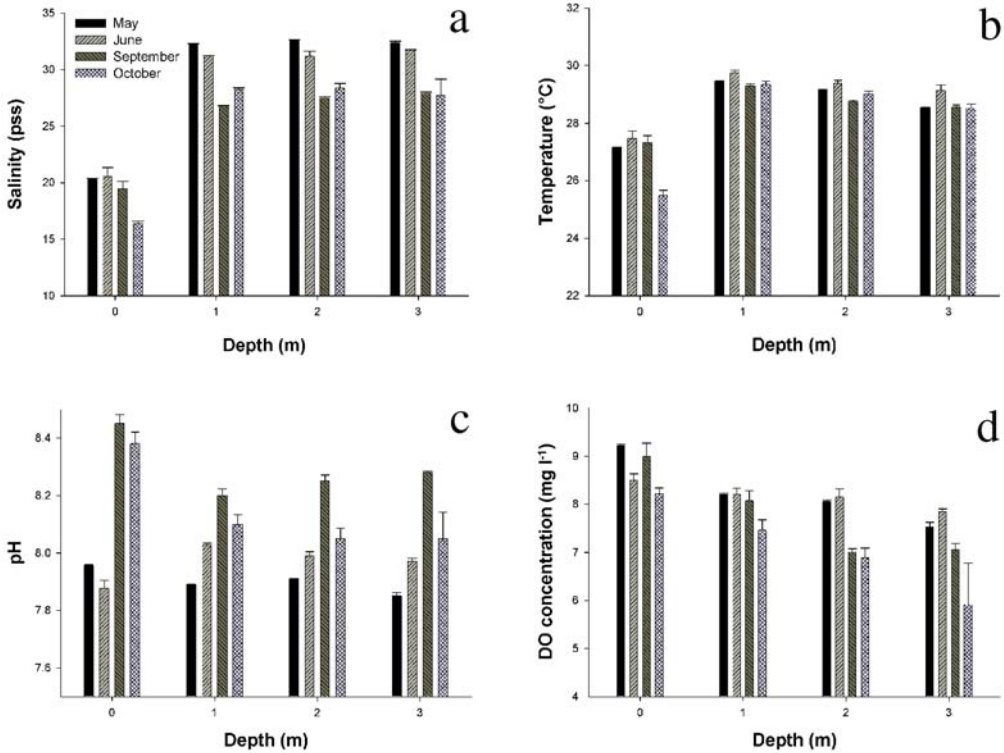 a
May
June
September
October
35
30
25
20
15
10
Salinity (pss)
0 1 2 3
Depth (m)
b
32
30
28
26
24
22
Temperature (°C)
0 1 2 3
Depth (m)
c
8.4
8.2
8.0
7.8
7.6
pH
0 1 2 3
Depth (m)
d
10
9
8
7
6
5
4
DO concentration (mg l⁻¹)
0 1 2 3
Depth (m)